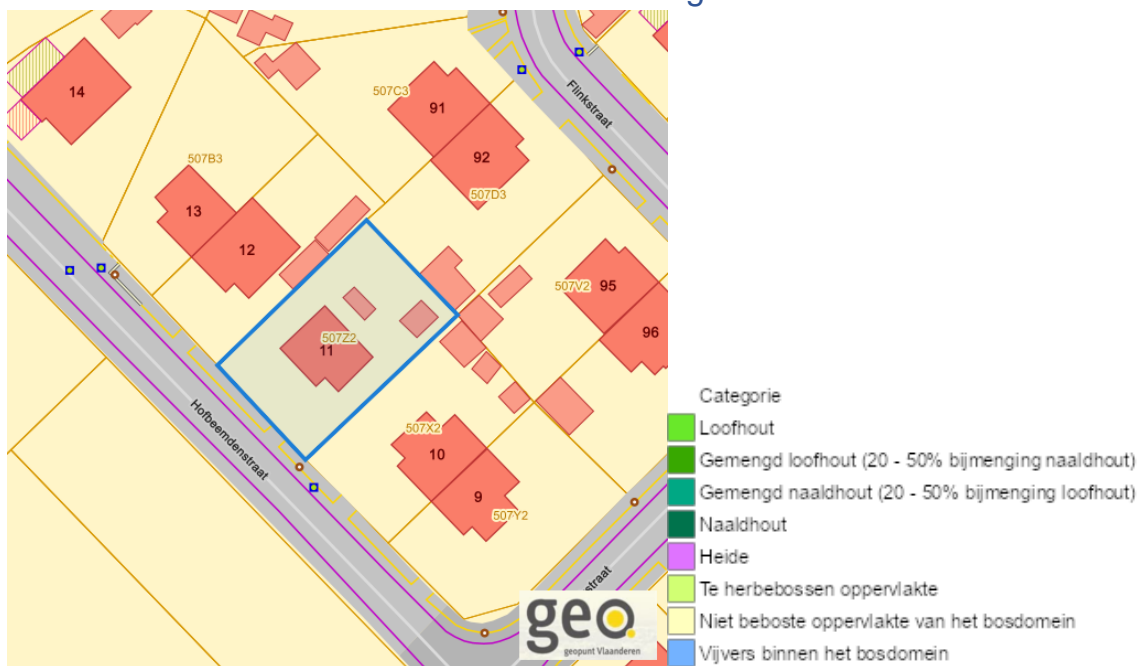 14
507C3
91
92
507D3
Flinkstraat
507B3
13
12
507V2
95
96
507Z2
11
Hofbeemdenstraat
507X2
10
9
507Y2
straat
geo
geopunt Vlaanderen
Categorie
Loofhout
Gemengd loofhout (20 - 50% bijmenging naaldhout)
Gemengd naaldhout (20 - 50% bijmenging loofhout)
Naaldhout
Heide
Te herbebossen oppervlakte
Niet beboste oppervlakte van het bosdomein
Vijvers binnen het bosdomein